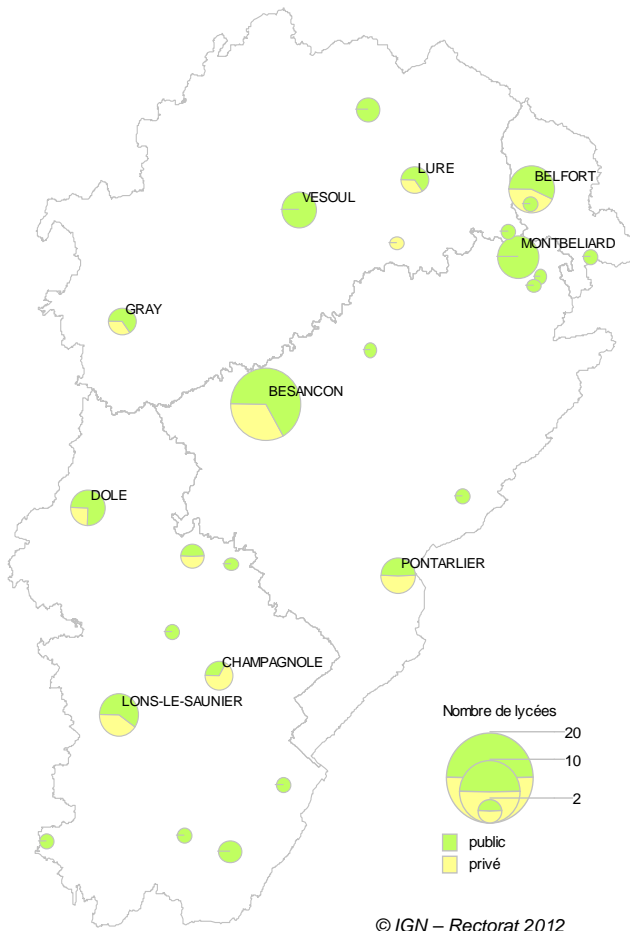 LURE
BELFORT
VESOUL
MONTBELIARD
GRAY
BESANCON
DOLE
PONTARLIER
CHAMPAGNOLE
LONS-LE-SAUNIER
Nombre de lycées
20
10
2
public
privé
© IGN – Rectorat 2012